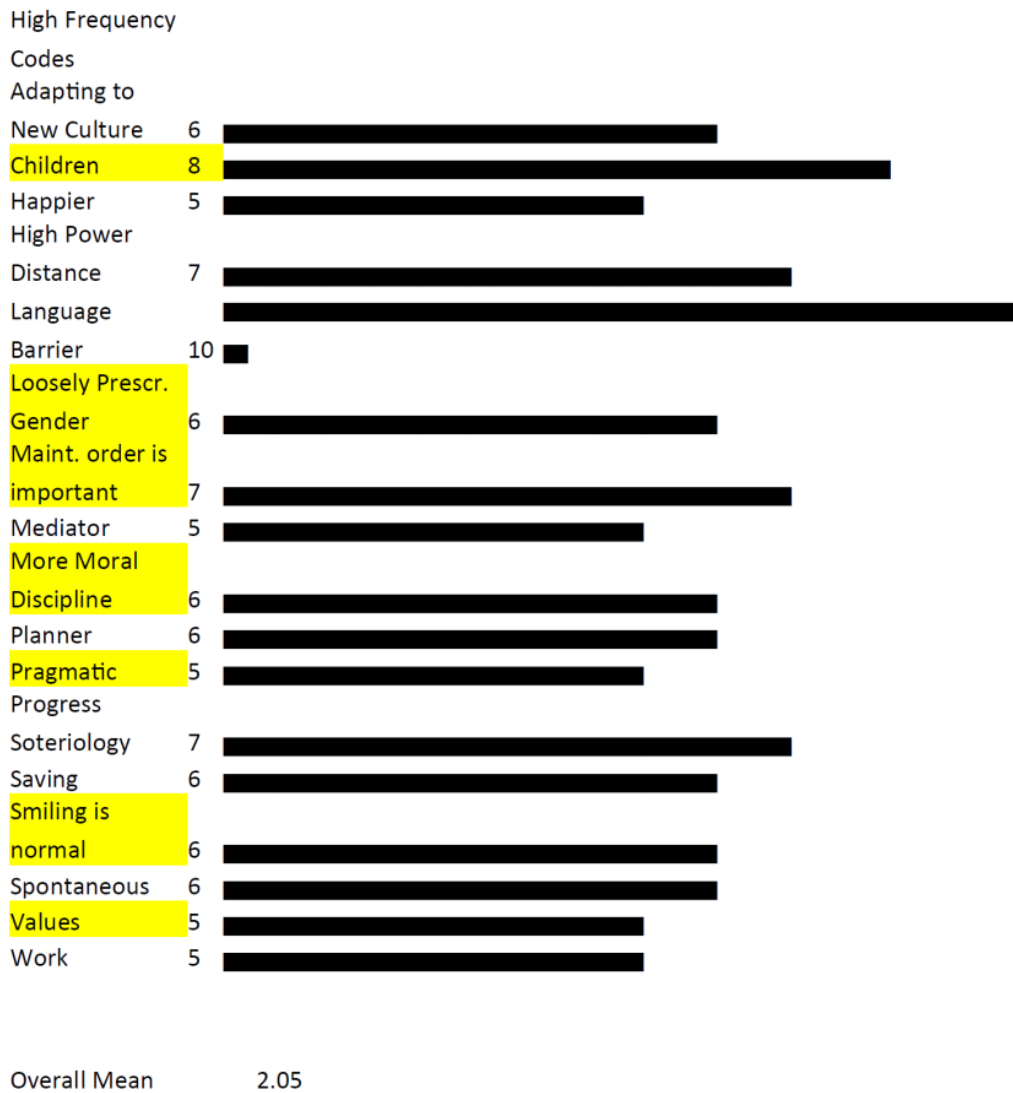 High Frequency
Codes
Adapting to
New Culture 6
Children 8
Happier 5
High Power
Distance 7
Language
Barrier 10
Loosely Prescr.
Gender 6
Maint. order is
important 7
Mediator 5
More Moral
Discipline 6
Planner 6
Pragmatic 5
Progress
Soteriology 7
Saving 6
Smiling is
normal 6
Spontaneous 6
Values 5
Work 5
Overall Mean 2.05